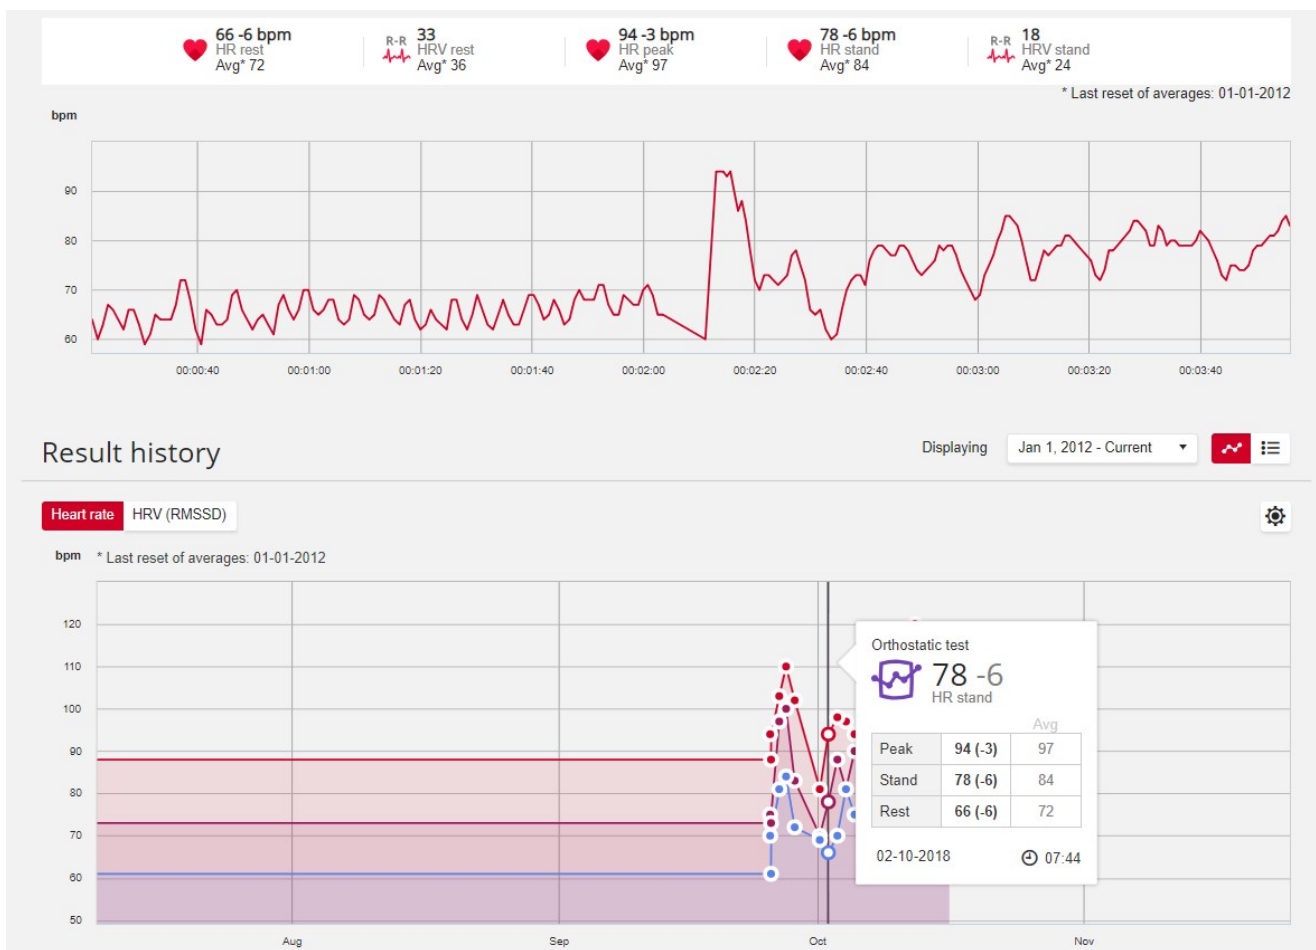 66 -6 bpm
HR rest
Avg* 72
R-R
33
HRV rest
Avg* 36
94 -3 bpm
HR peak
Avg* 97
78 -6 bpm
HR stand
Avg* 84
R-R
18
HRV stand
Avg* 24
* Last reset of averages: 01-01-2012
bpm
90
80
70
60
00:00:40 00:01:00 00:01:20 00:01:40 00:02:00 00:02:20 00:02:40 00:03:00 00:03:20 00:03:40
Result history
Displaying
Jan 1, 2012 - Current
Heart rate HRV (RMSSD)
bpm * Last reset of averages: 01-01-2012
120
110
100
90
80
70
60
50
Aug Sep Oct Nov
Orthostatic test
78 -6
HR stand
Avg
Peak 94 (-3) 97
Stand 78 (-6) 84
Rest 66 (-6) 72
02-10-2018 07:44